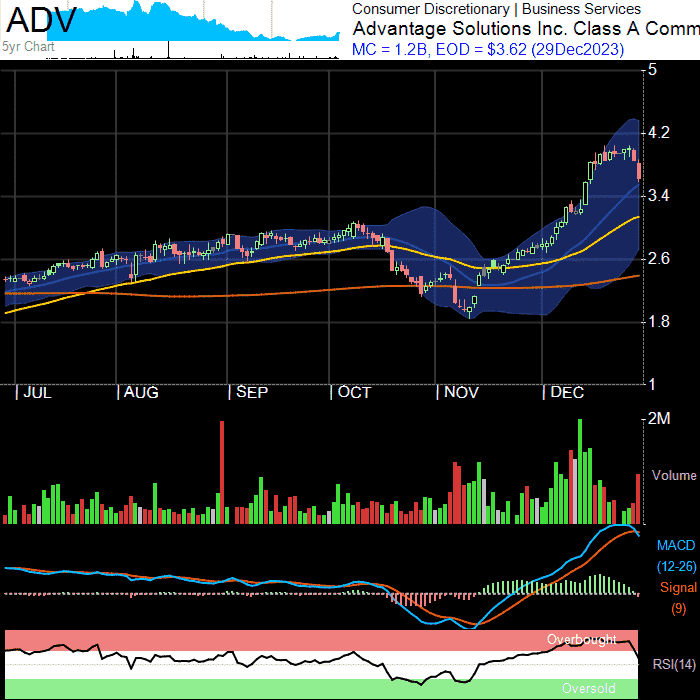 ADV
5yr Chart
Consumer Discretionary | Business Services
Advantage Solutions Inc. Class A Comm
MC = 1.2B, EOD = $3.62 (29Dec2023)
5
4.2
3.4
2.6
1.8
1
JUL
AUG
SEP
OCT
NOV
DEC
2M
Volume
MACD
(12-26)
Signal
(9)
Overbought
RSI(14)
Oversold